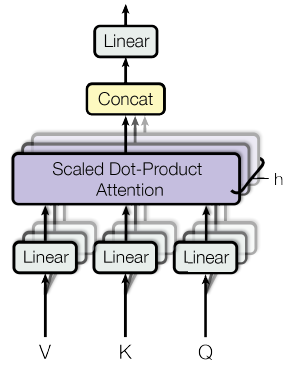 Linear
Concat
Scaled Dot-Product
Attention
h
Linear
Linear
Linear
V
K
Q